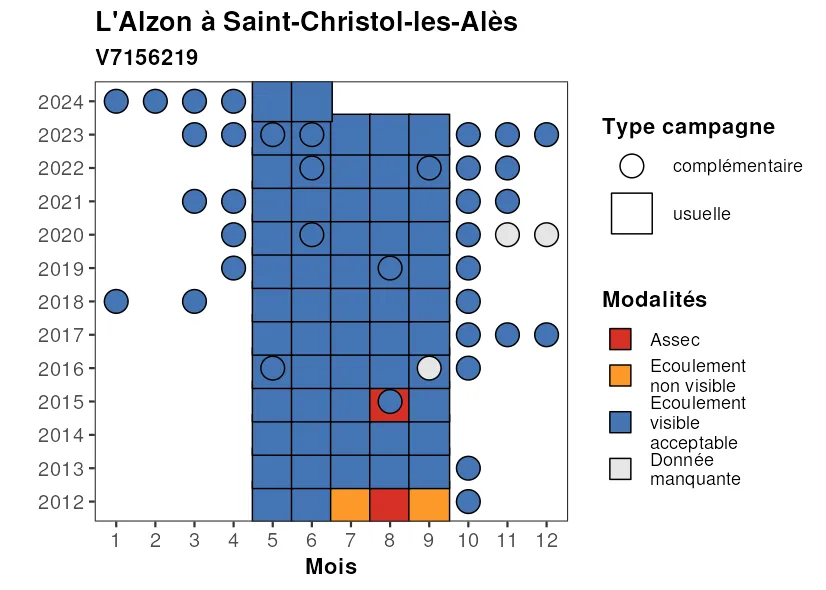 L'Alzon à Saint-Christol-les-Alès
V7156219
2024
2023
2022
2021
2020
2019
2018
2017
2016
2015
2014
2013
2012
1 2 3 4 5 6 7 8 9 10 11 12
Mois
Type campagne
complémentaire
usuelle
Modalités
Assec
Ecoulement
non visible
Ecoulement
visible
acceptable
Donnée
manquante